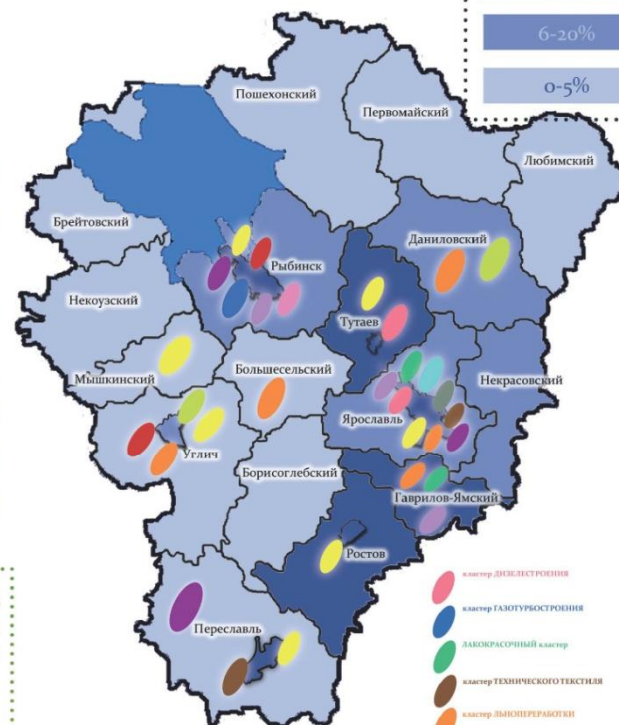 6-20%
0-5%
Пошехонский
Первомайский
Любимский
Брейтовский
Даниловский
Рыбинск
Некоузский
Тутаев
Мышкинский
Большесельский
Некрасовский
Ярославль
Углич
Борисоглебский
Гаврилов-Ямский
Ростов
Переславль
кластер ДИЗЕЛЕСТРОЕНИЯ
кластер ГАЗОТУРБОСТРОЕНИЯ
ЛАКОКРАСОЧНЫЙ кластер
кластер ТЕХНИЧЕСКОГО ТЕКСТИЛЯ
кластер ЛЬНОПЕРЕРАБОТКИ